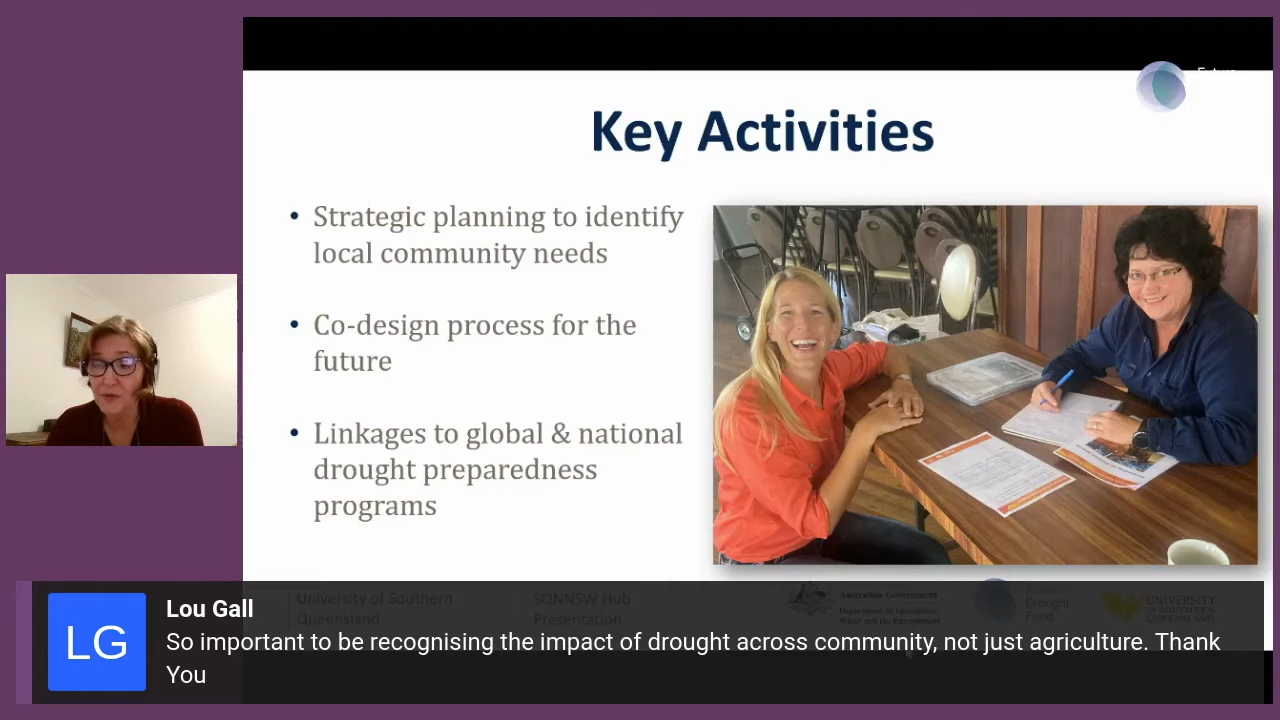 Future
Key Activities
• Strategic planning to identify
local community needs
• Co-design process for the
future
• Linkages to global & national
drought preparedness
programs
University of Southern
Queensland
SQNNSW Hub
Presentation
Australian Government
Department of Agriculture,
Water and the Environment
Future
Drought
Fund
UNIVERSITY
OF SOUTHERN
QUEENSLAND
LG
Lou Gall
So important to be recognising the impact of drought across community, not just agriculture. Thank
You